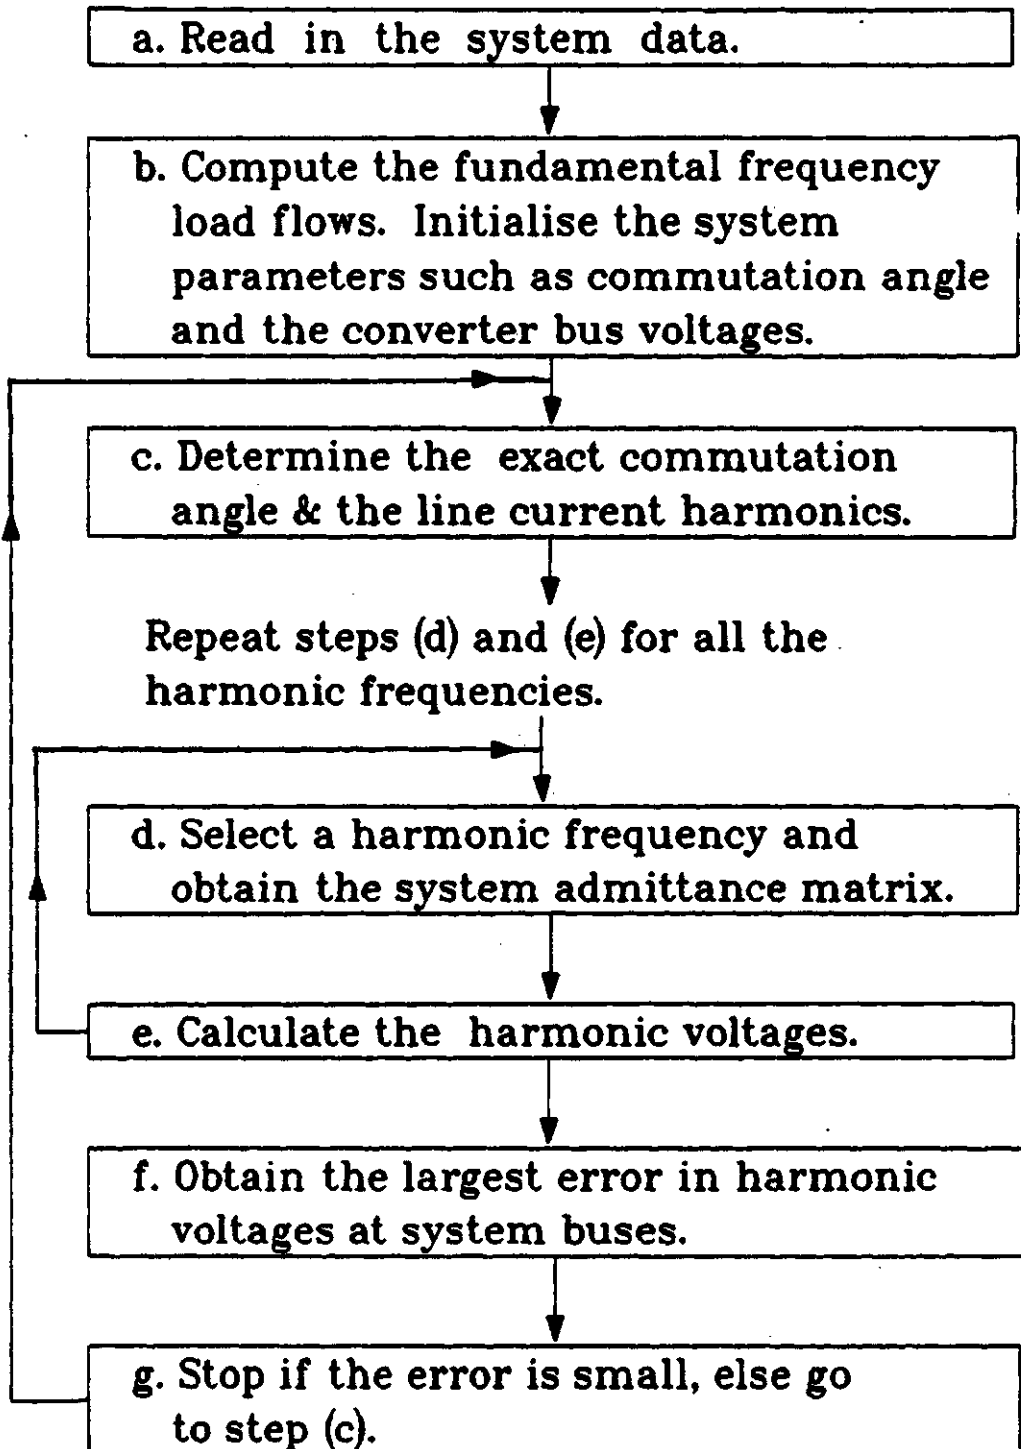 a. Read in the system data.
b. Compute the fundamental frequency
load flows. Initialise the system
parameters such as commutation angle
and the converter bus voltages.
c. Determine the exact commutation
angle & the line current harmonics.
Repeat steps (d) and (e) for all the
harmonic frequencies.
d. Select a harmonic frequency and
obtain the system admittance matrix.
e. Calculate the harmonic voltages.
f. Obtain the largest error in harmonic
voltages at system buses.
g. Stop if the error is small, else go
to step (c).